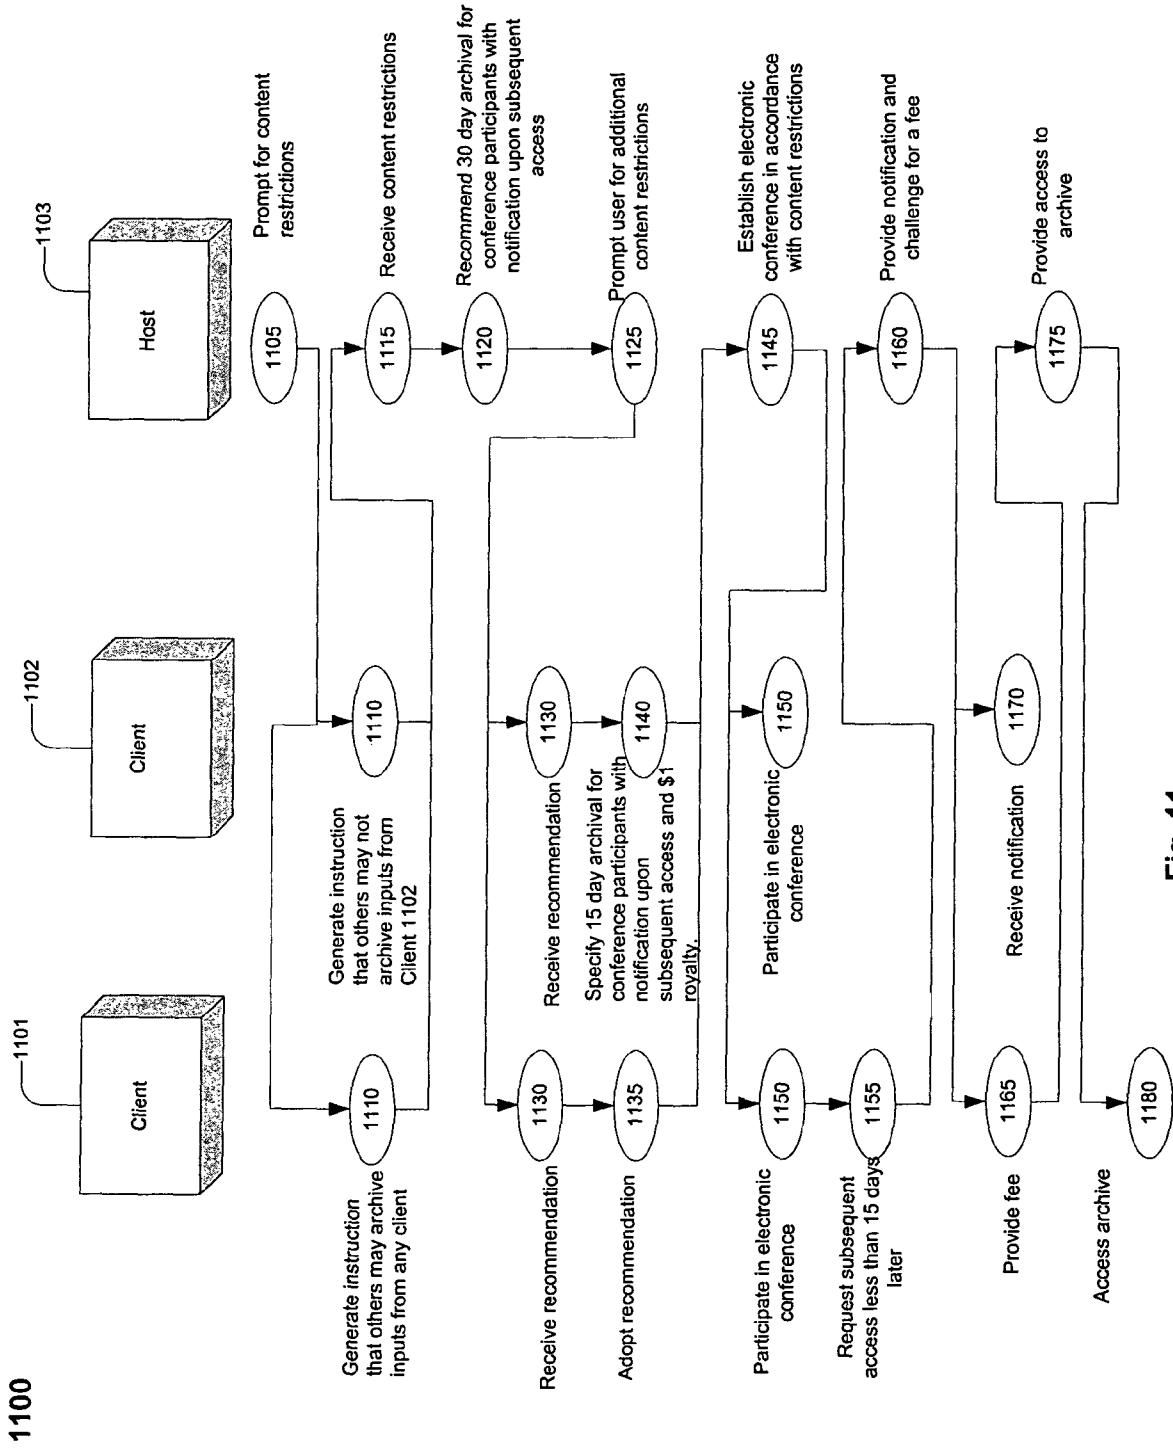 1100
1101
Client
1102
Client
1103
Host
1105
Prompt for content
restrictions
Generate instruction
that others may archive
inputs from any client
1110
Generate instruction
that others may not
archive inputs from
Client 1102
1110
1115
Receive content restrictions
1120
Recommend 30 day archival for
conference participants with
notification upon subsequent
access
1125
Prompt user for additional
content restrictions
Receive recommendation
1130
Receive recommendation
1130
Adopt recommendation
1135
Specify 15 day archival for
conference participants with
notification upon
subsequent access and $1
royalty.
1140
1145
Establish electronic
conference in accordance
with content restrictions
Participate in electronic
conference
1150
Participate in electronic
conference
1150
Request subsequent
access less than 15 days
later
1155
1160
Provide notification and
challenge for a fee
Provide fee
1165
Receive notification
1170
1175
Provide access to
archive
Access archive
1180